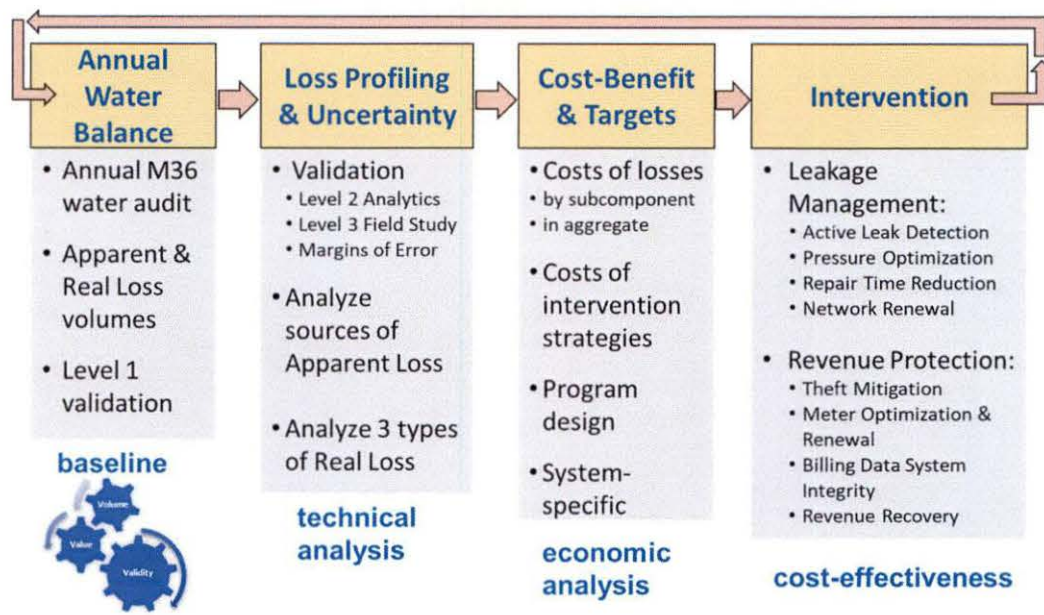 Annual
Water
Balance
• Annual M36
water audit
• Apparent &
Real Loss
volumes
• Level 1
validation
baseline
Volume
Value
Validity
Loss Profiling
& Uncertainty
• Validation
• Level 2 Analytics
• Level 3 Field Study
• Margins of Error
• Analyze
sources of
Apparent Loss
• Analyze 3 types
of Real Loss
technical
analysis
Cost-Benefit
& Targets
• Costs of losses
• by subcomponent
• in aggregate
• Costs of
intervention
strategies
• Program
design
• System-
specific
economic
analysis
Intervention
• Leakage
Management:
• Active Leak Detection
• Pressure Optimization
• Repair Time Reduction
• Network Renewal
• Revenue Protection:
• Theft Mitigation
• Meter Optimization &
Renewal
• Billing Data System
Integrity
• Revenue Recovery
cost-effectiveness